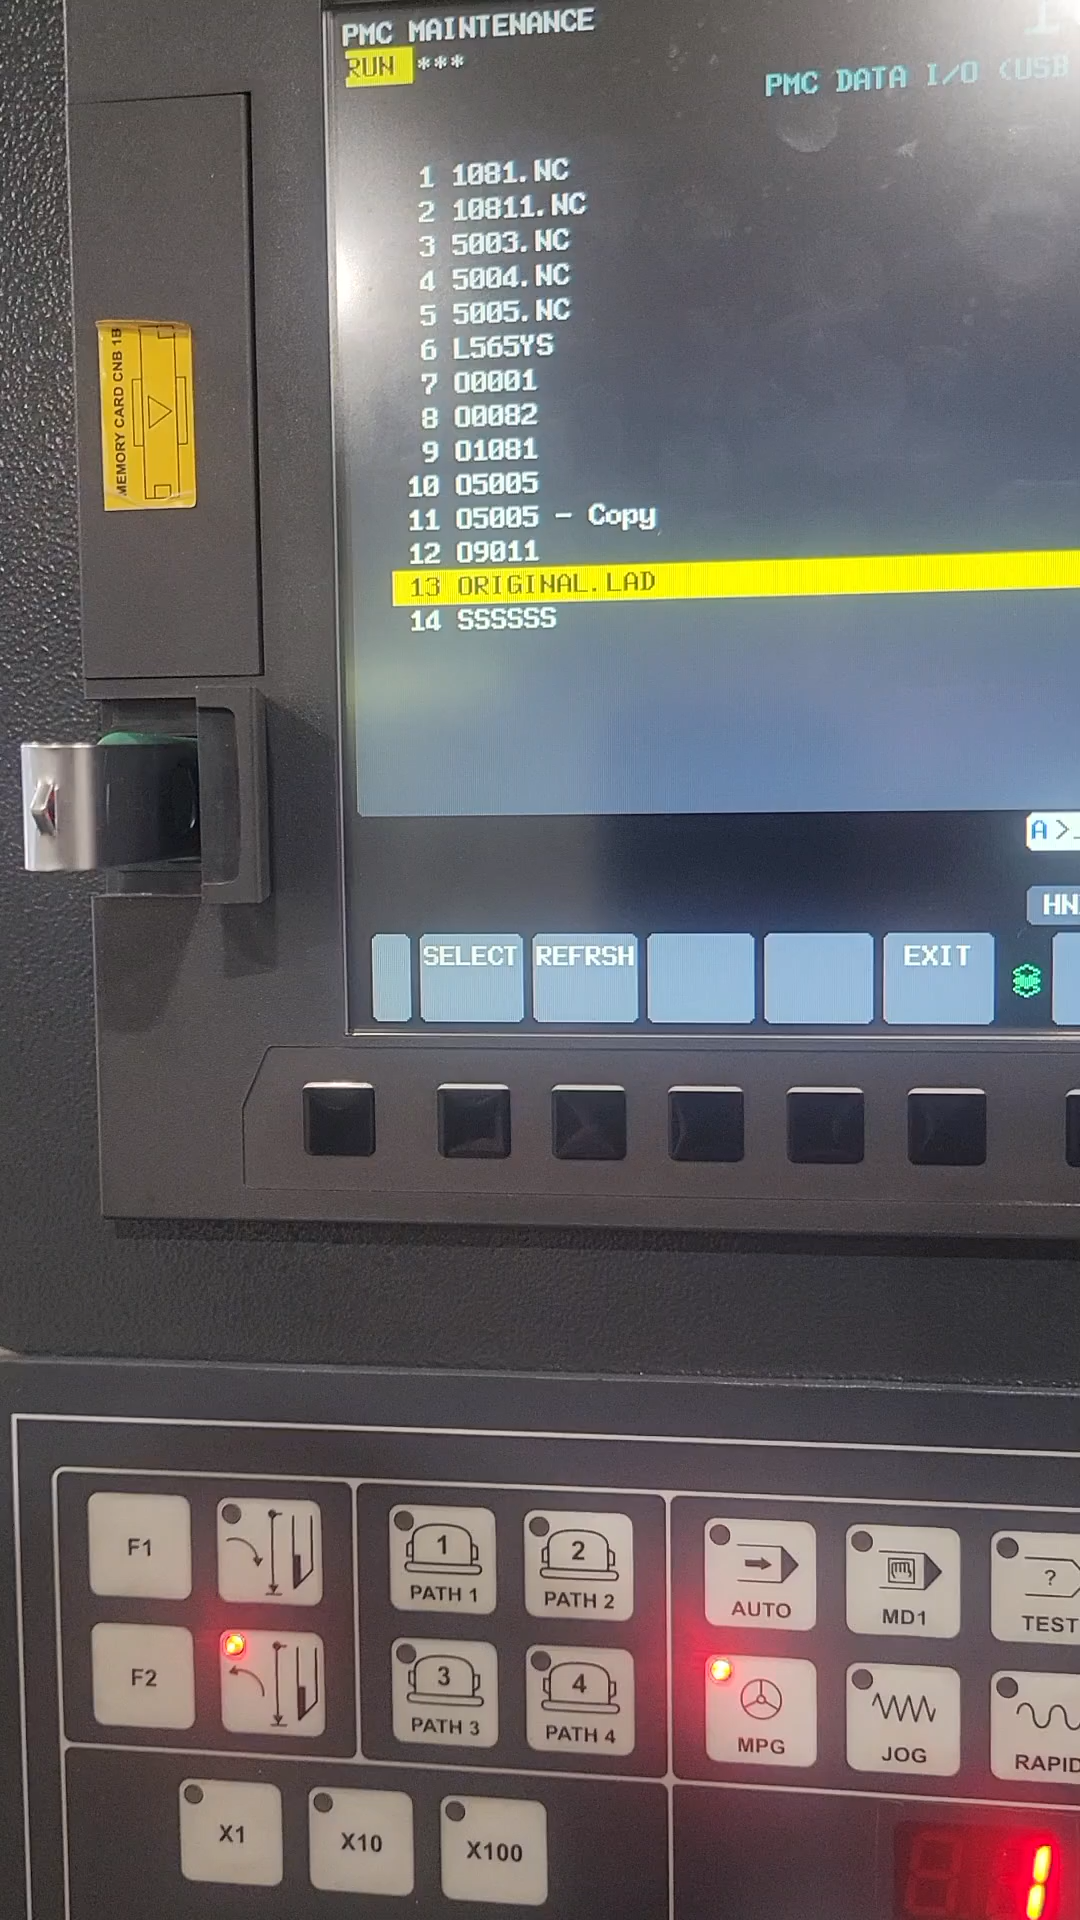 PMC MAINTENANCE
RUN ***
PMC DATA I/O (USB
1 1081.NC
2 10811.NC
3 5003.NC
4 5004.NC
5 5005.NC
6 L565YS
7 O0001
8 O0082
9 O1081
10 O5005
11 O5005 - Copy
12 O9011
13 ORIGINAL.LAD
14 SSSSSS
MEMORY CARD CNB 1B
A>_
HN
SELECT REFRSH EXIT
F1
1
PATH 1
2
PATH 2
AUTO
MD1
?
TEST
F2
3
PATH 3
4
PATH 4
MPG
JOG
RAPID
X1
X10
X100
1